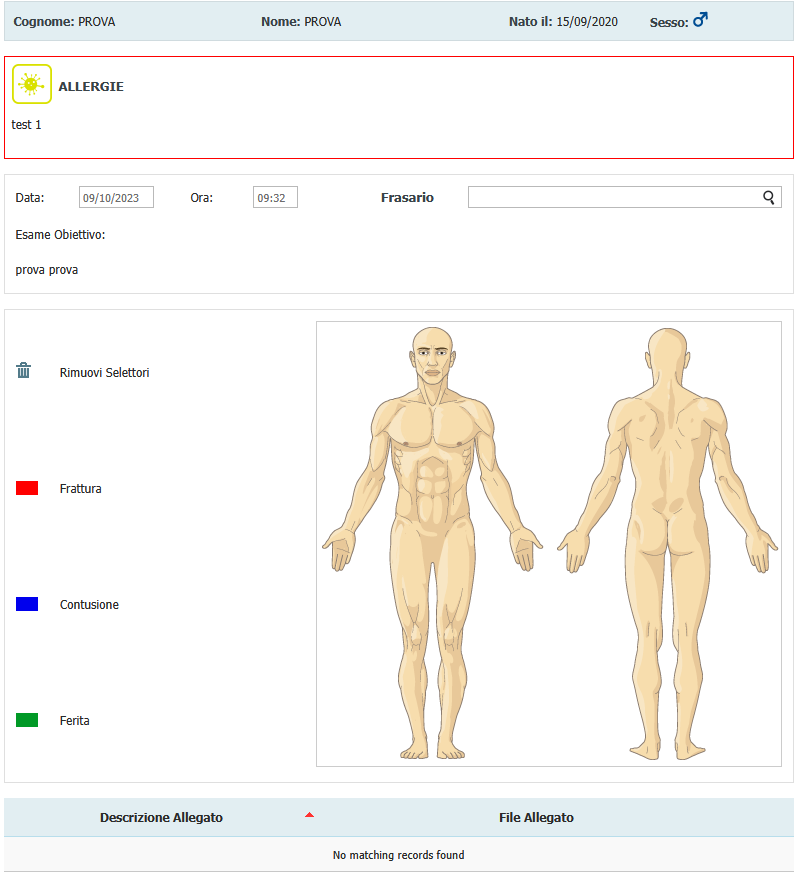 Cognome: PROVA Nome: PROVA Nato il: 15/09/2020 Sesso:
ALLERGIE
test 1
Data: 09/10/2023 Ora: 09:32 Frasario
Esame Obiettivo:
prova prova
Rimuovi Selettori
Frattura
Contusione
Ferita
Descrizione Allegato File Allegato
No matching records found